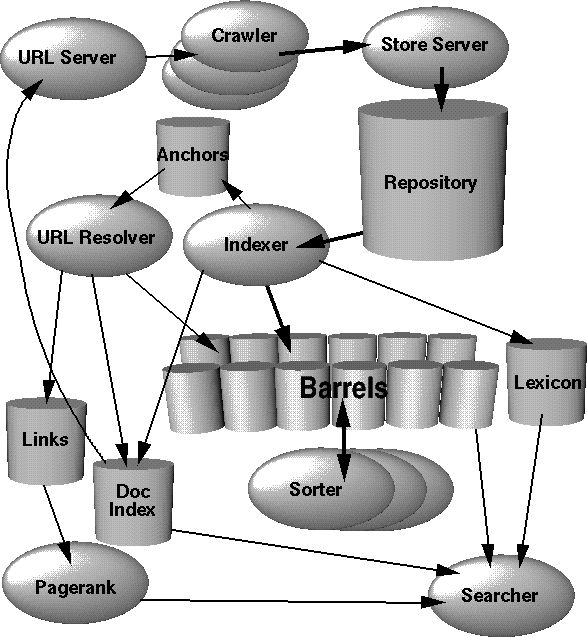 Crawler
URL Server
Store Server
Anchors
Repository
URL Resolver
Indexer
Barrels
Lexicon
Links
Doc
Index
Sorter
Pagerank
Searcher